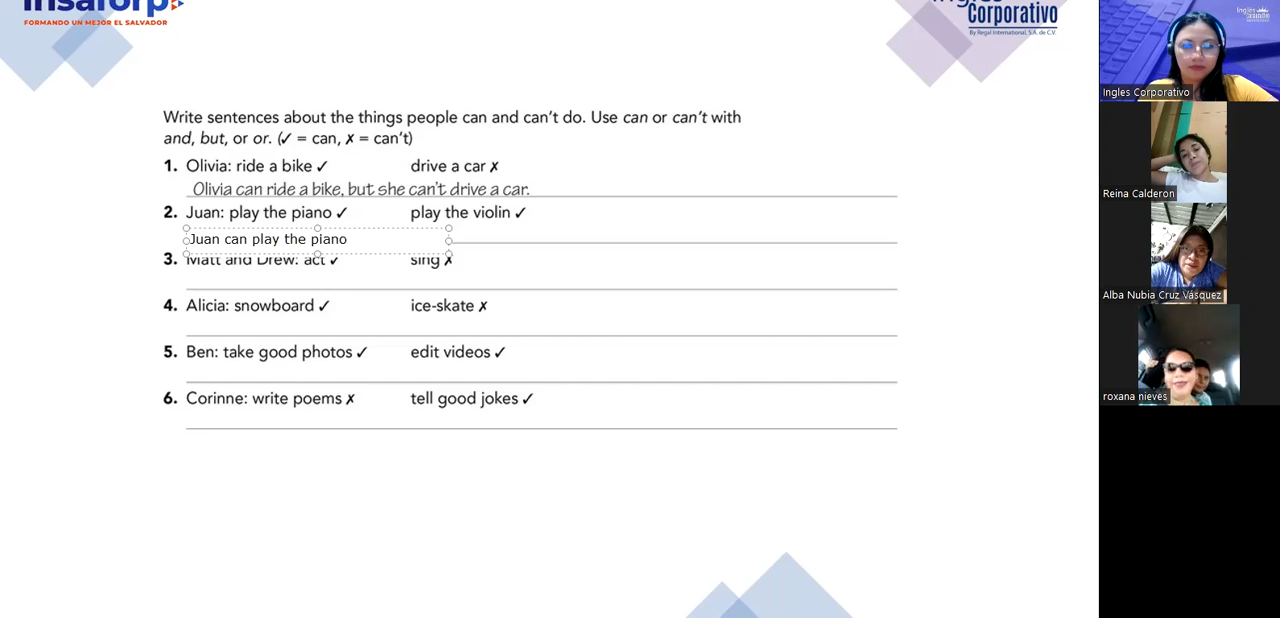 Insaforp
FORMANDO UN MEJOR EL SALVADOR
Ingles
Corporativo
By Regal International, S.A. de C.V.
Write sentences about the things people can and can't do. Use can or can't with
and, but, or or. (✓ = can, ✗ = can't)
1. Olivia: ride a bike ✓ drive a car ✗
Olivia can ride a bike, but she can't drive a car.
2. Juan: play the piano ✓ play the violin ✓
Juan can play the piano
3. Matt and Drew: act ✓ sing ✗
4. Alicia: snowboard ✓ ice-skate ✗
5. Ben: take good photos ✓ edit videos ✓
6. Corinne: write poems ✗ tell good jokes ✓
Ingles Corporativo
Reina Calderon
Alba Nubia Cruz Vásquez
roxana nieves